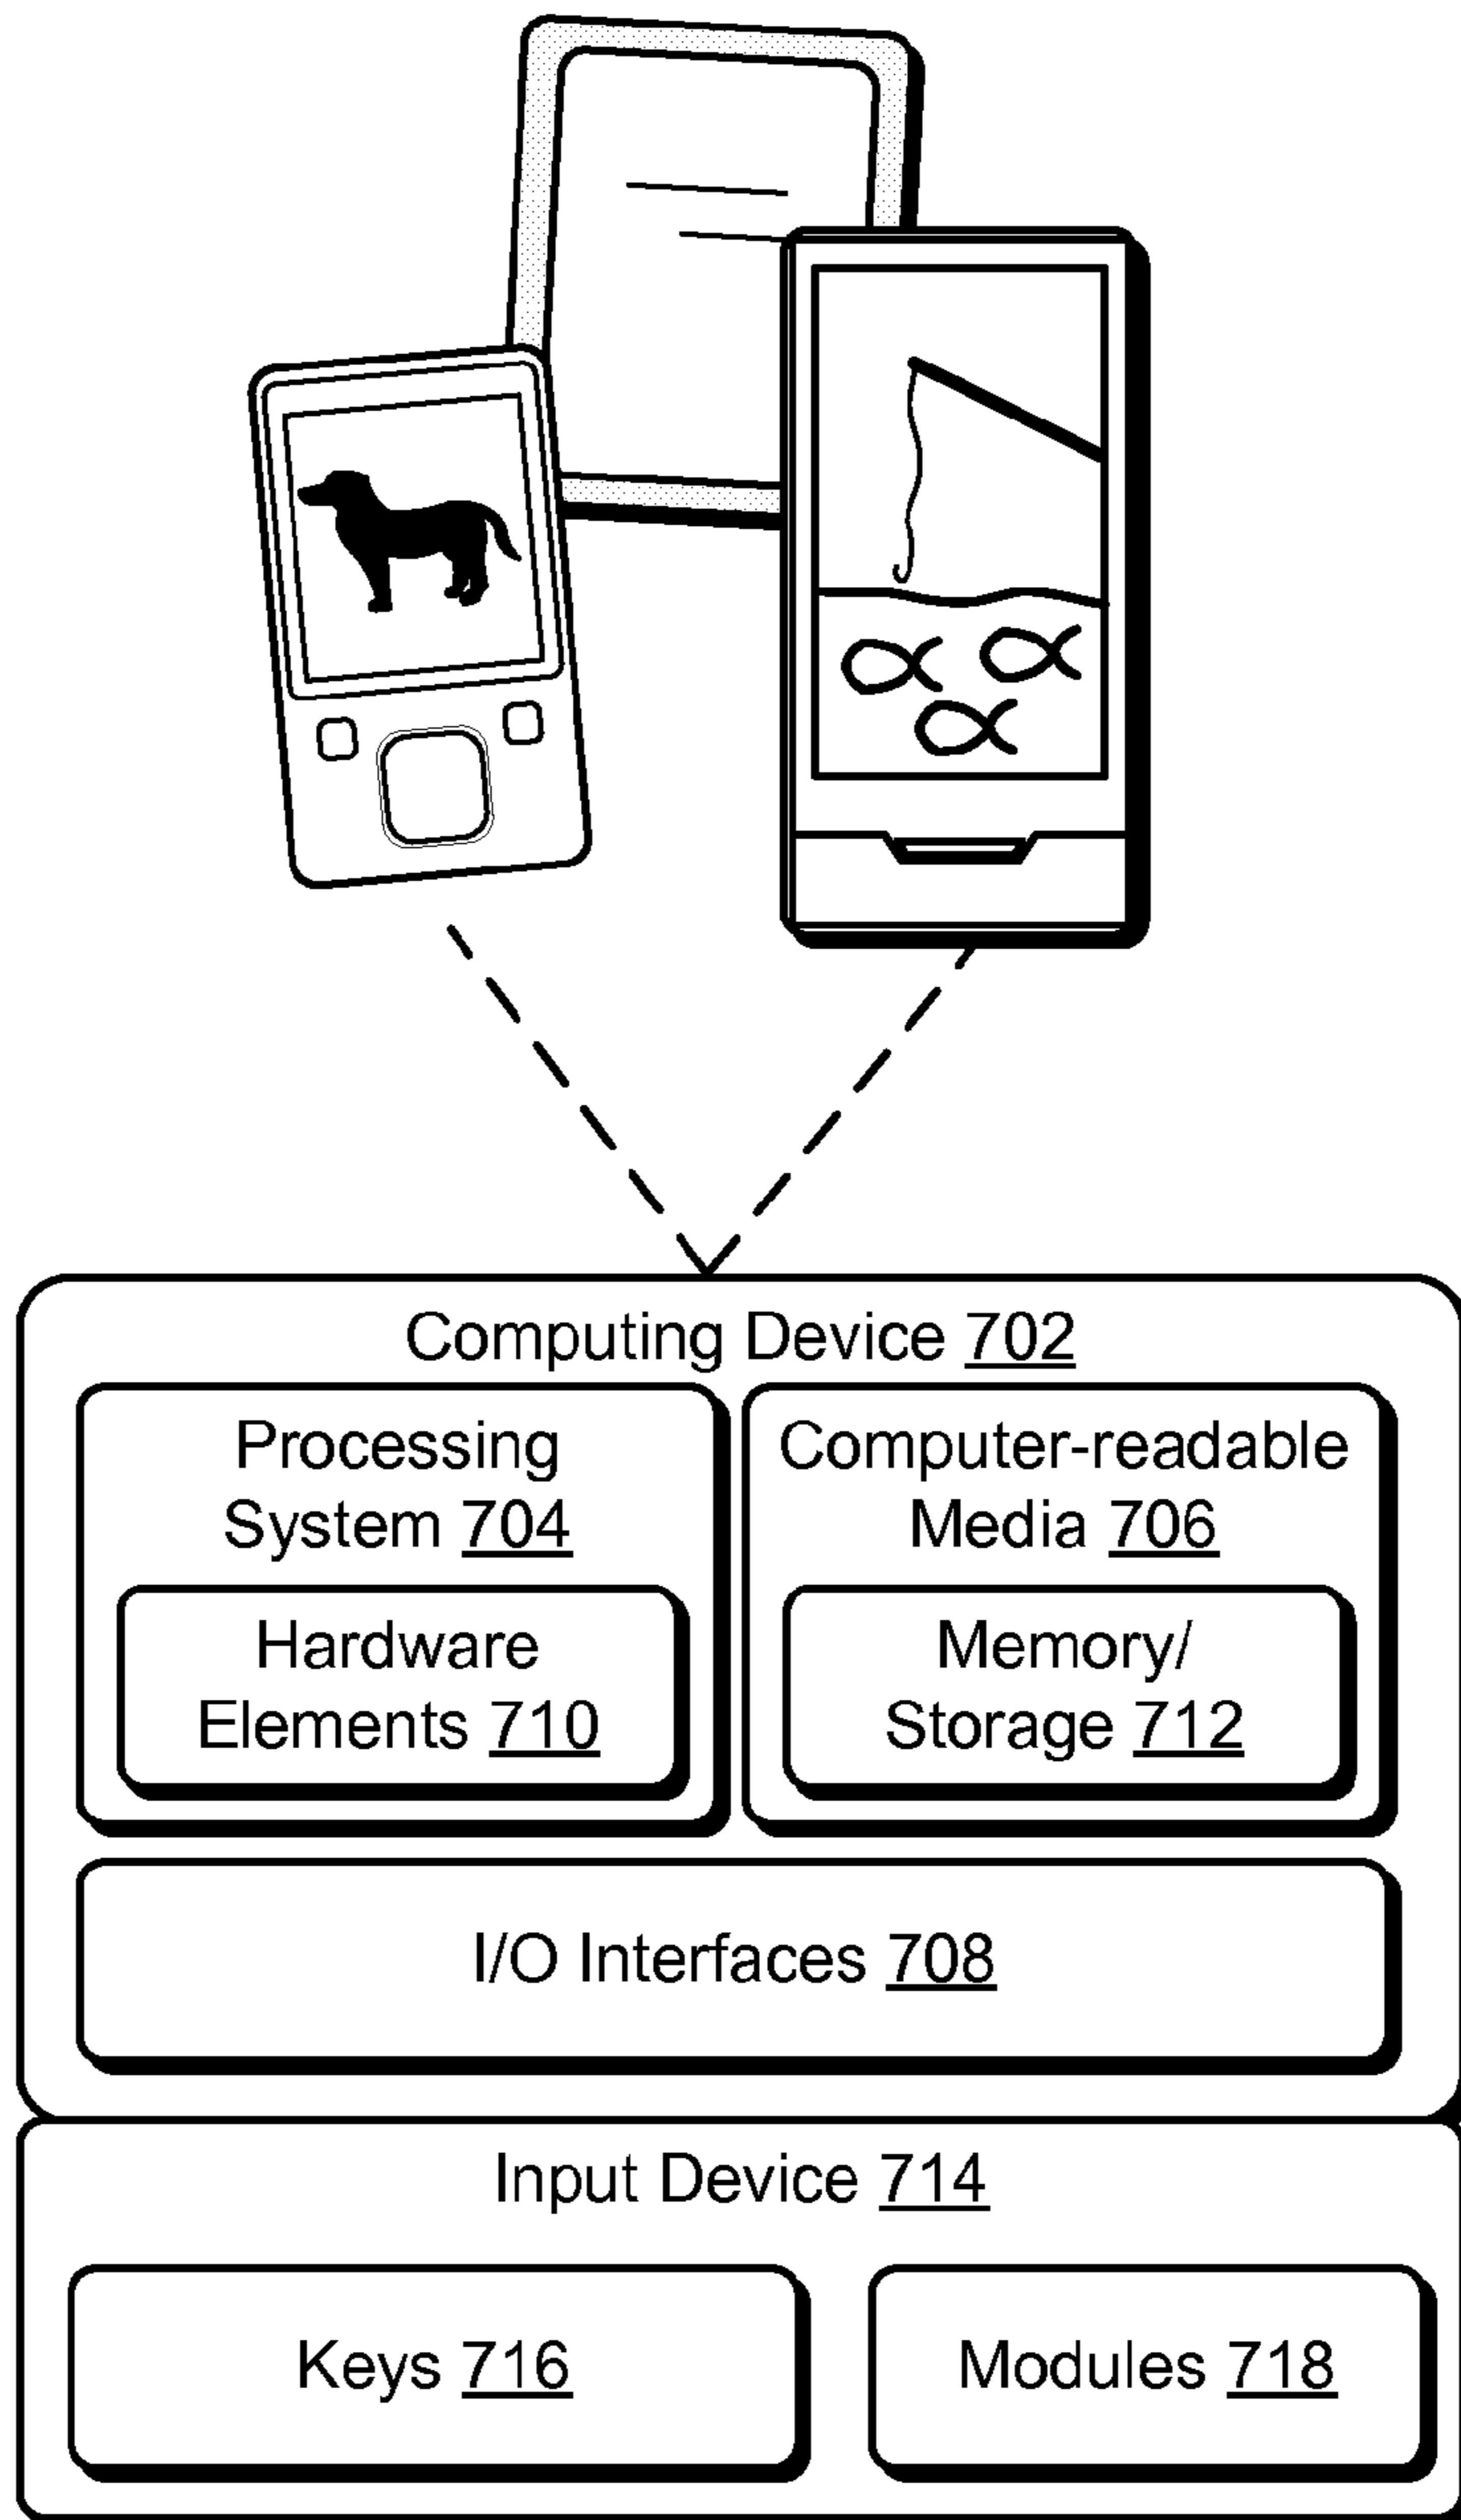 Computing Device 702
Processing
System 704
Hardware
Elements 710
Computer-readable
Media 706
Memory/
Storage 712
I/O Interfaces 708
Input Device 714
Keys 716
Modules 718